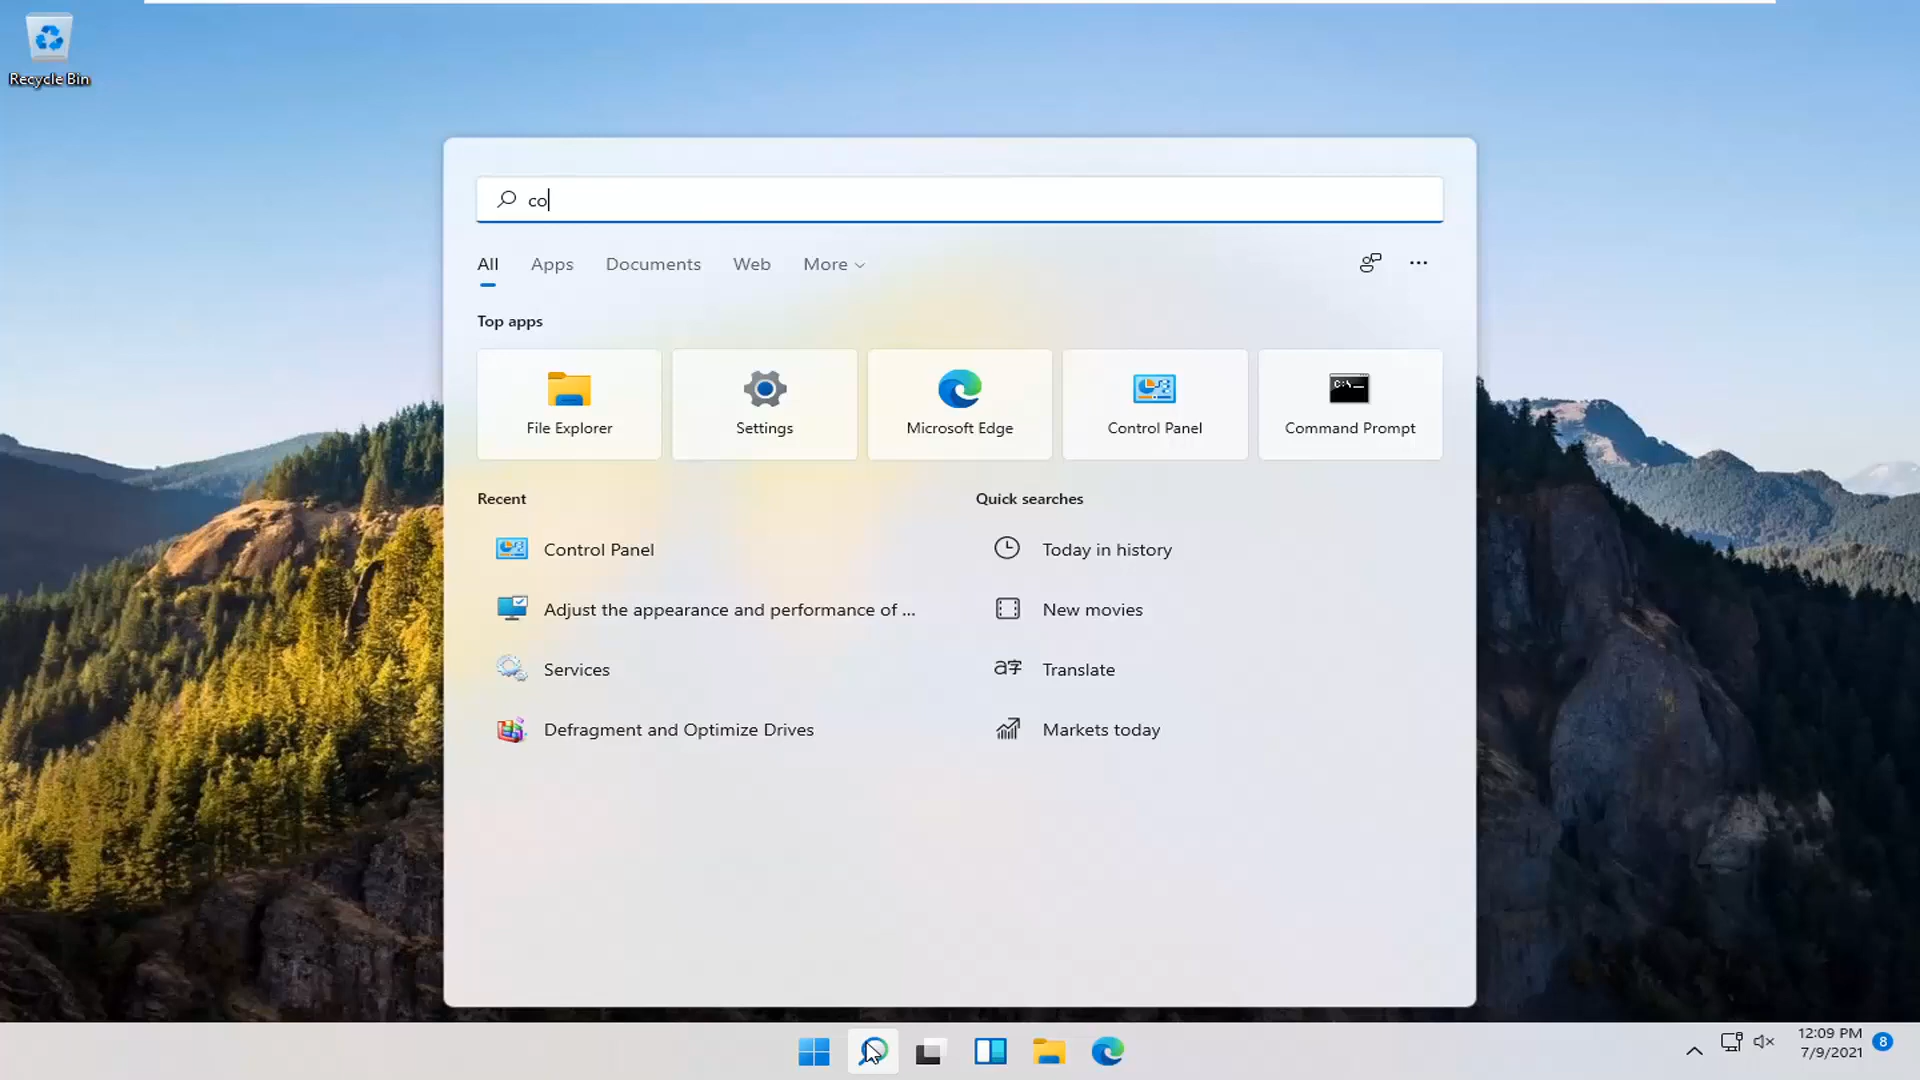 Recycle Bin
co
All Apps Documents Web More
Top apps
File Explorer Settings Microsoft Edge Control Panel C:\_ Command Prompt
Recent Quick searches
Control Panel Today in history
Adjust the appearance and performance of ... New movies
Services a字 Translate
Defragment and Optimize Drives Markets today
12:09 PM
7/9/2021 8